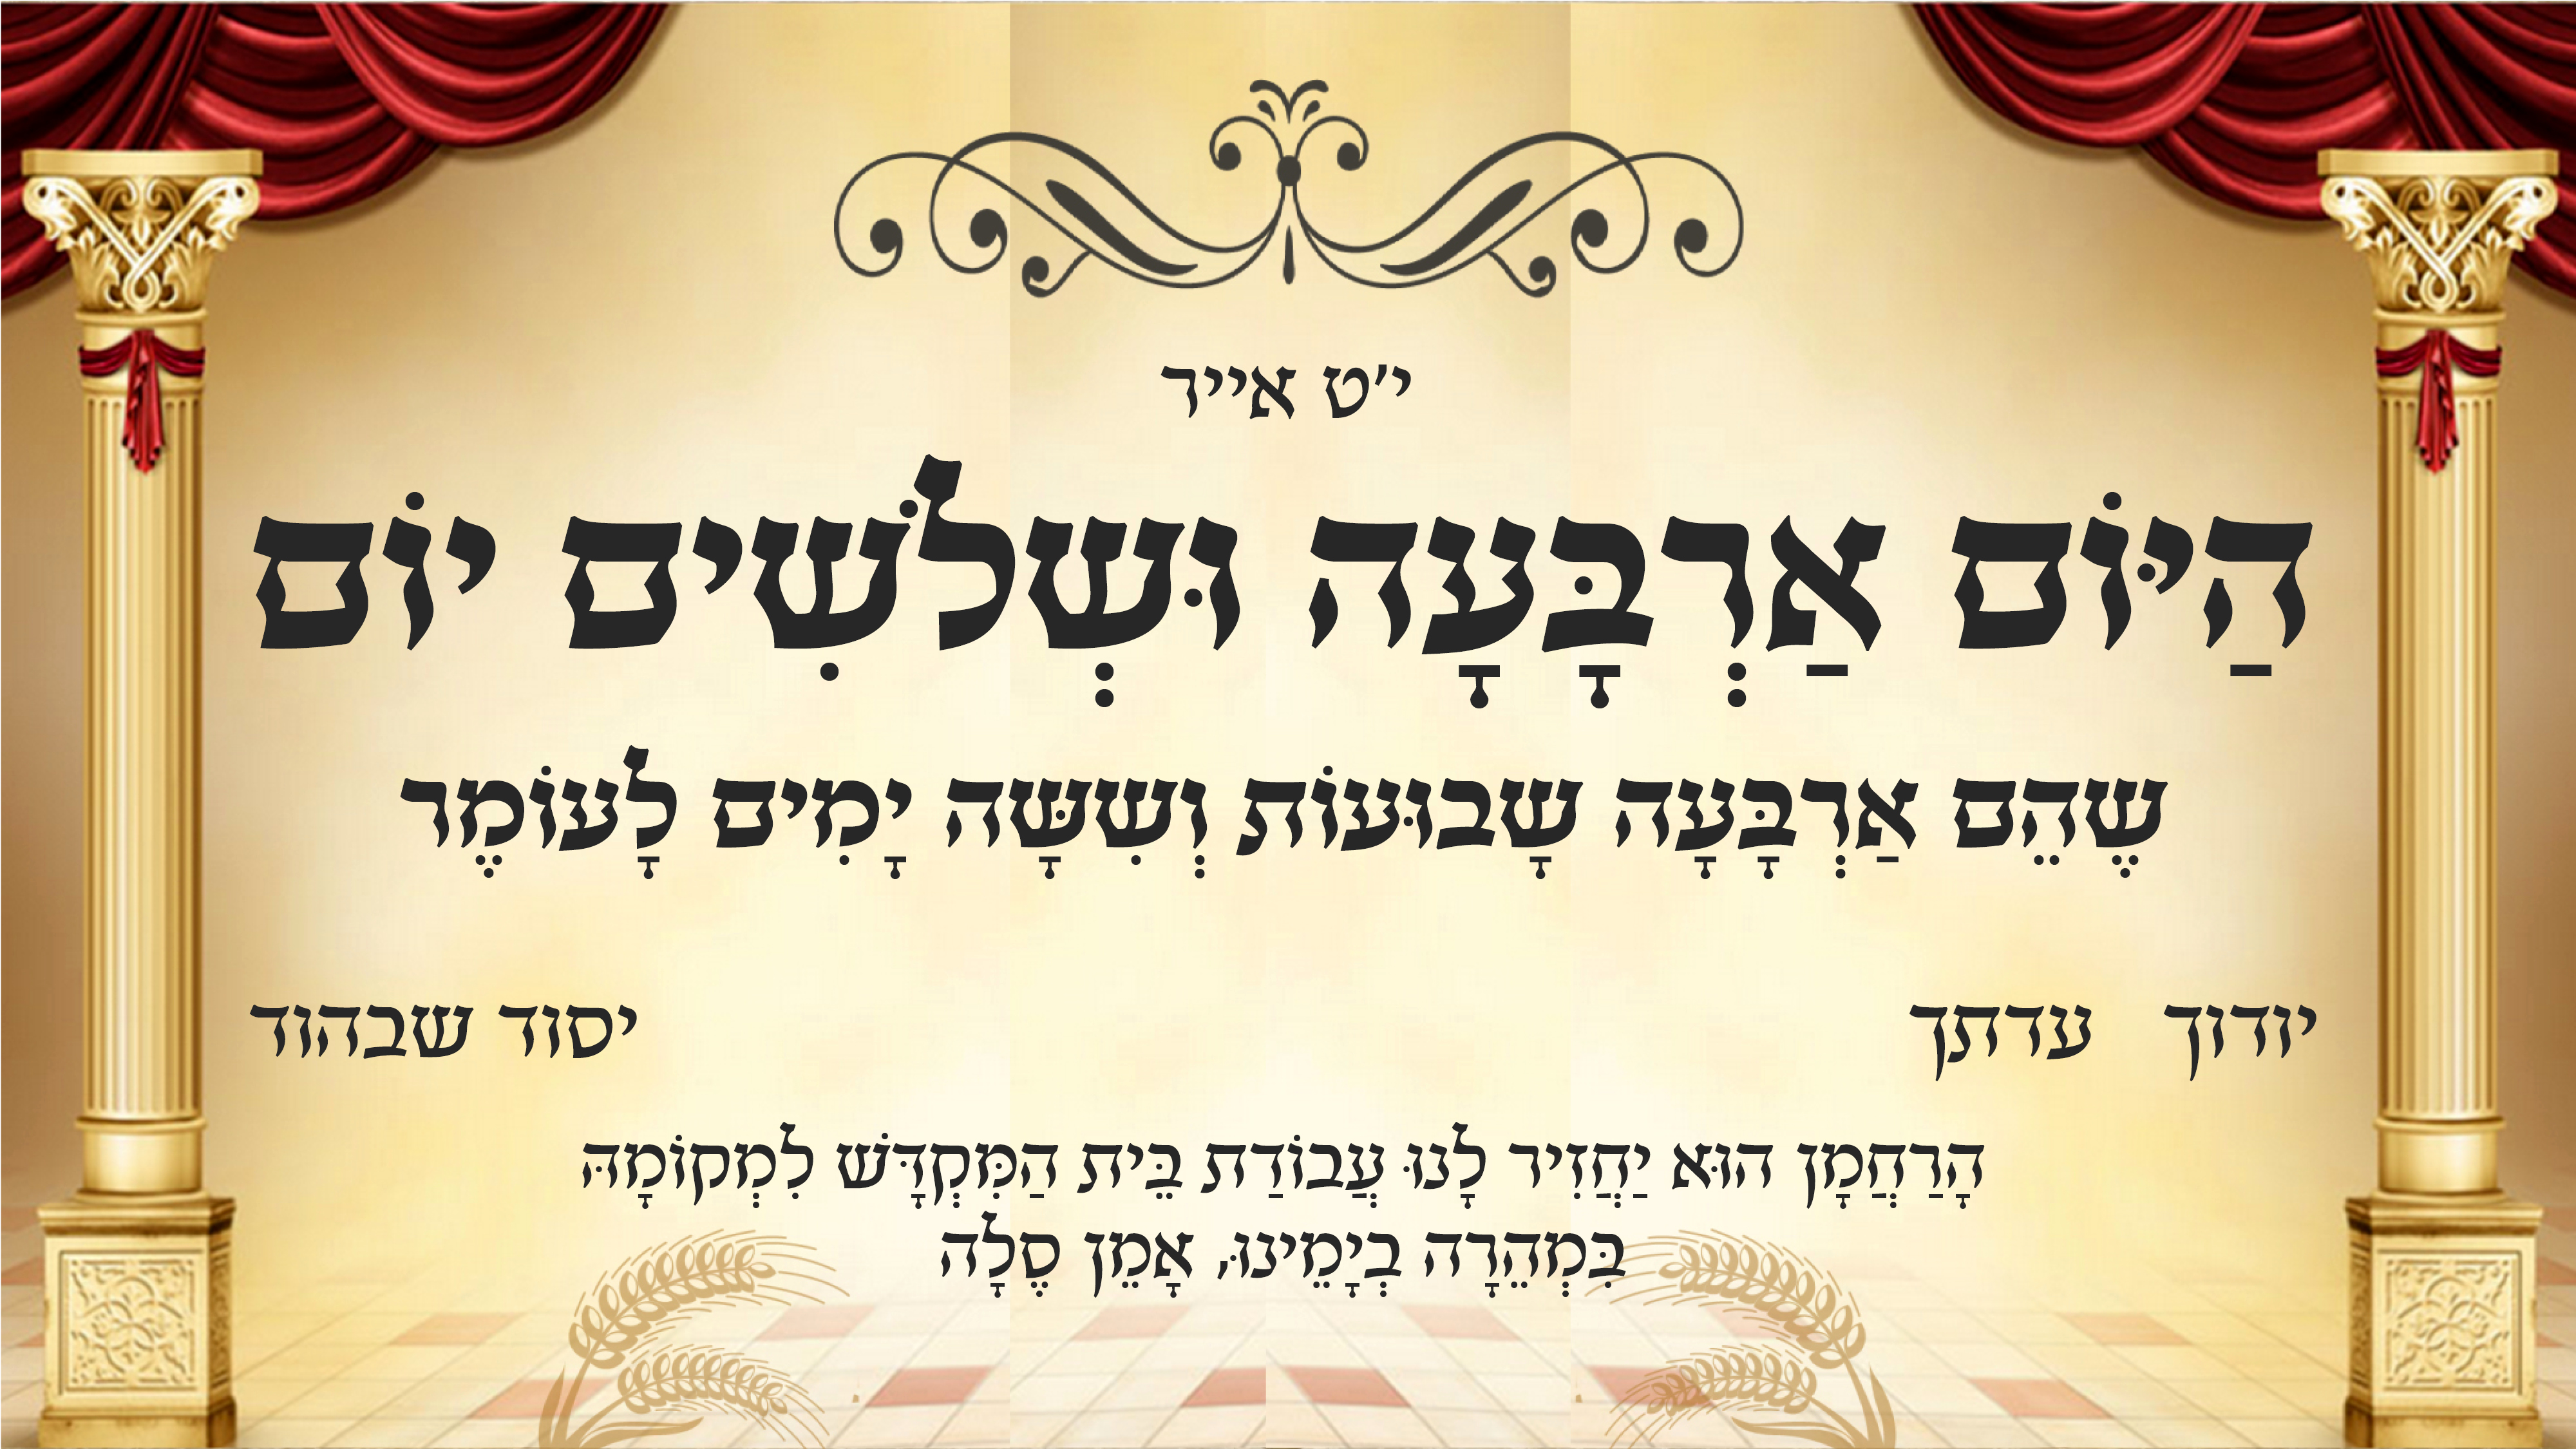 י'ט אייר
הַיּוֹם אַרְבָּעָה וּשְׁלֹשִׁים יוֹם
שֶׁהֵם אַרְבָּעָה שָׁבוּעוֹת וְשִׁשָּׁה יָמִים לָעוֹמֶר
יודוך עדתך יסוד שבהוד
הָרַחֲמָן הוּא יַחֲזִיר לָנוּ עֲבוֹדַת בֵּית הַמִּקְדָּשׁ לִמְקוֹמָהּ
בִּמְהֵרָה בְיָמֵינוּ, אָמֵן סֶלָה